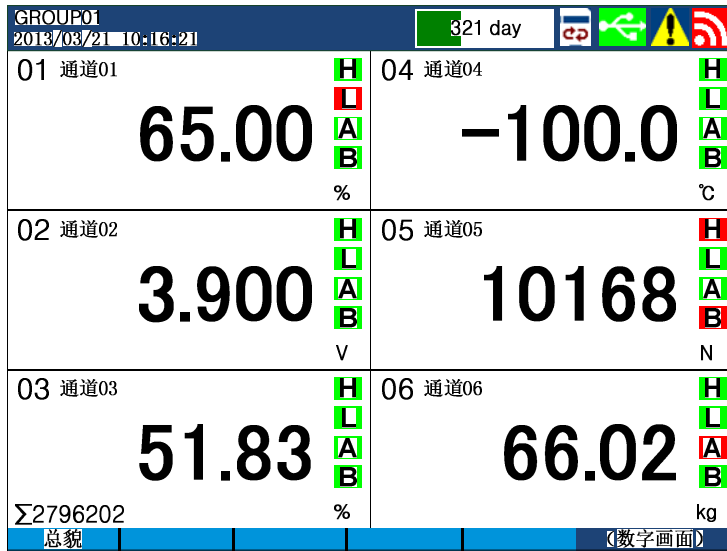 GROUP01
2013/03/21 10:16:21
321 day
01 通道01
H
L
A
B
65.00
%
04 通道04
H
L
A
B
-100.0
℃
02 通道02
H
L
A
B
3.900
V
05 通道05
H
L
A
B
10168
N
03 通道03
H
L
A
B
51.83
Σ2796202 %
06 通道06
H
L
A
B
66.02
kg
总貌 【数字画面】